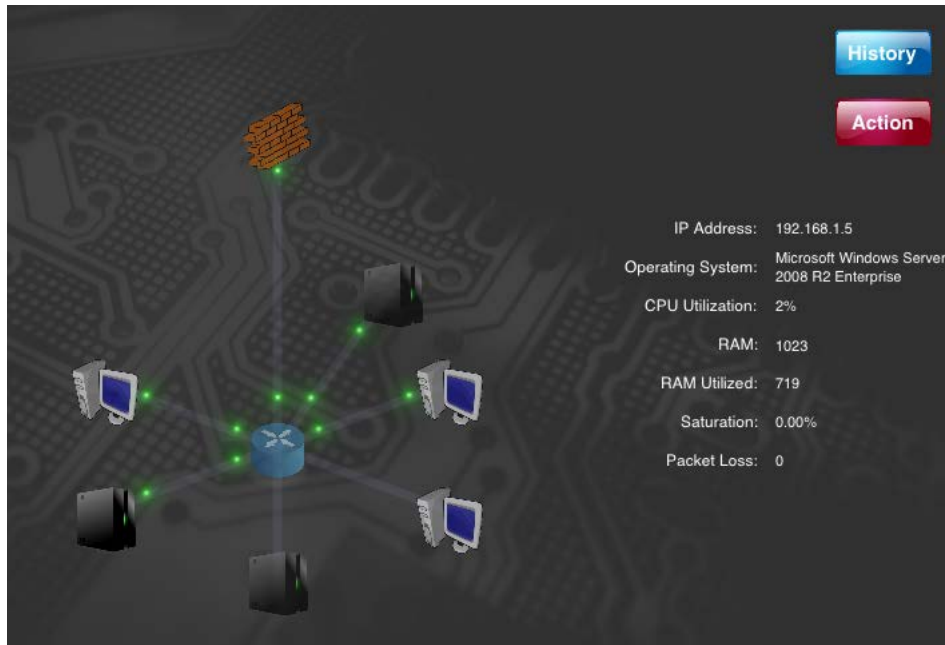 History
Action
IP Address: 192.168.1.5
Operating System: Microsoft Windows Server
2008 R2 Enterprise
CPU Utilization: 2%
RAM: 1023
RAM Utilized: 719
Saturation: 0.00%
Packet Loss: 0